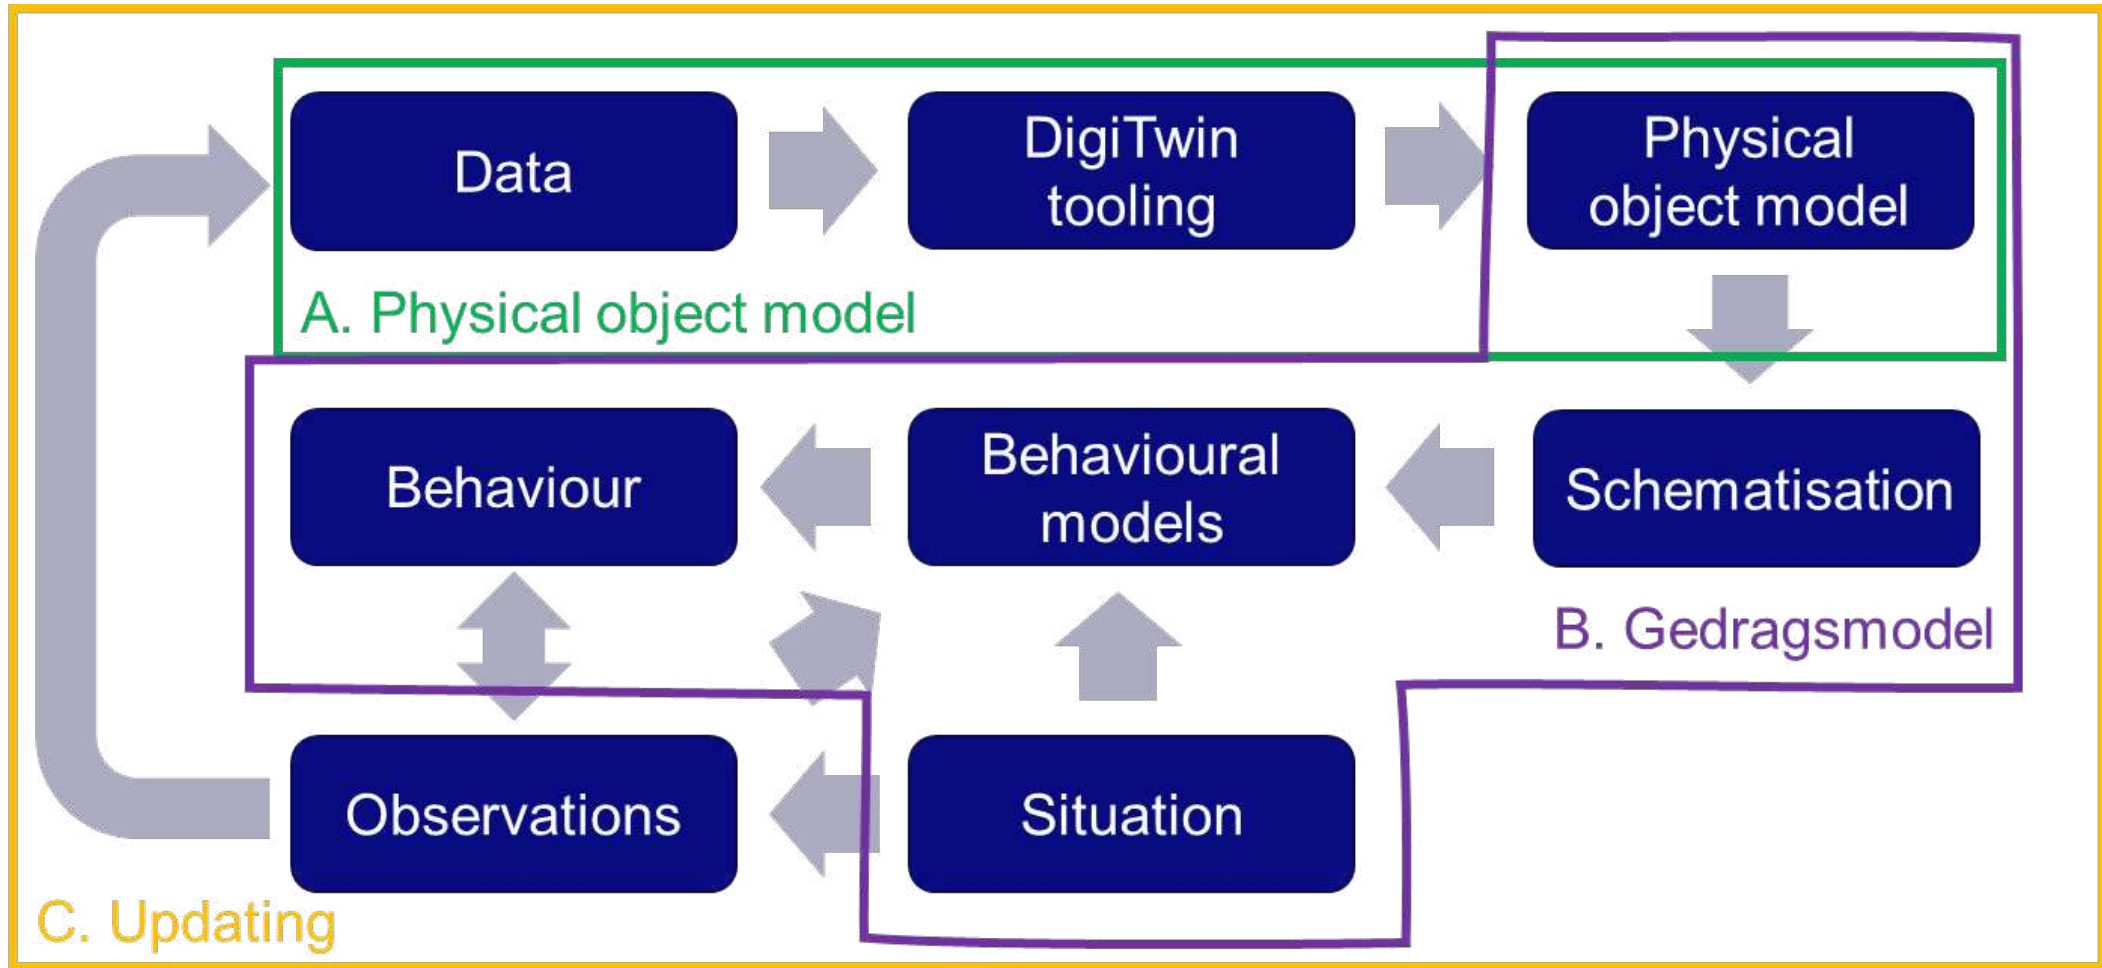 Data
DigiTwin
tooling
Physical
object model
A. Physical object model
Behaviour
Behavioural
models
Schematisation
B. Gedragsmodel
Observations
Situation
C. Updating